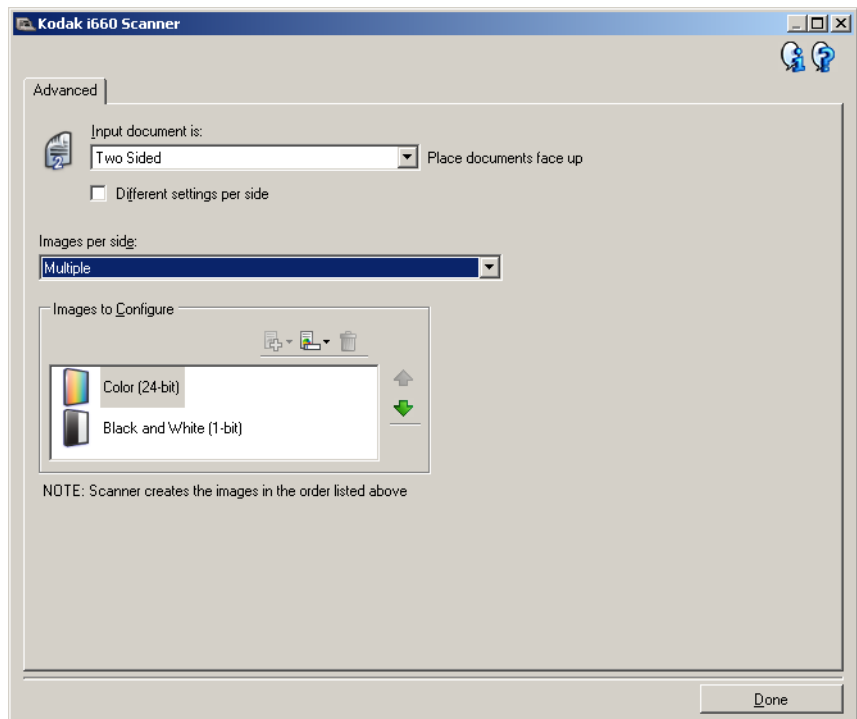 Kodak i660 Scanner
Advanced
Input document is:
Two Sided
Place documents face up
Different settings per side
Images per side:
Multiple
Images to Configure
Color (24-bit)
Black and White (1-bit)
NOTE: Scanner creates the images in the order listed above
Done